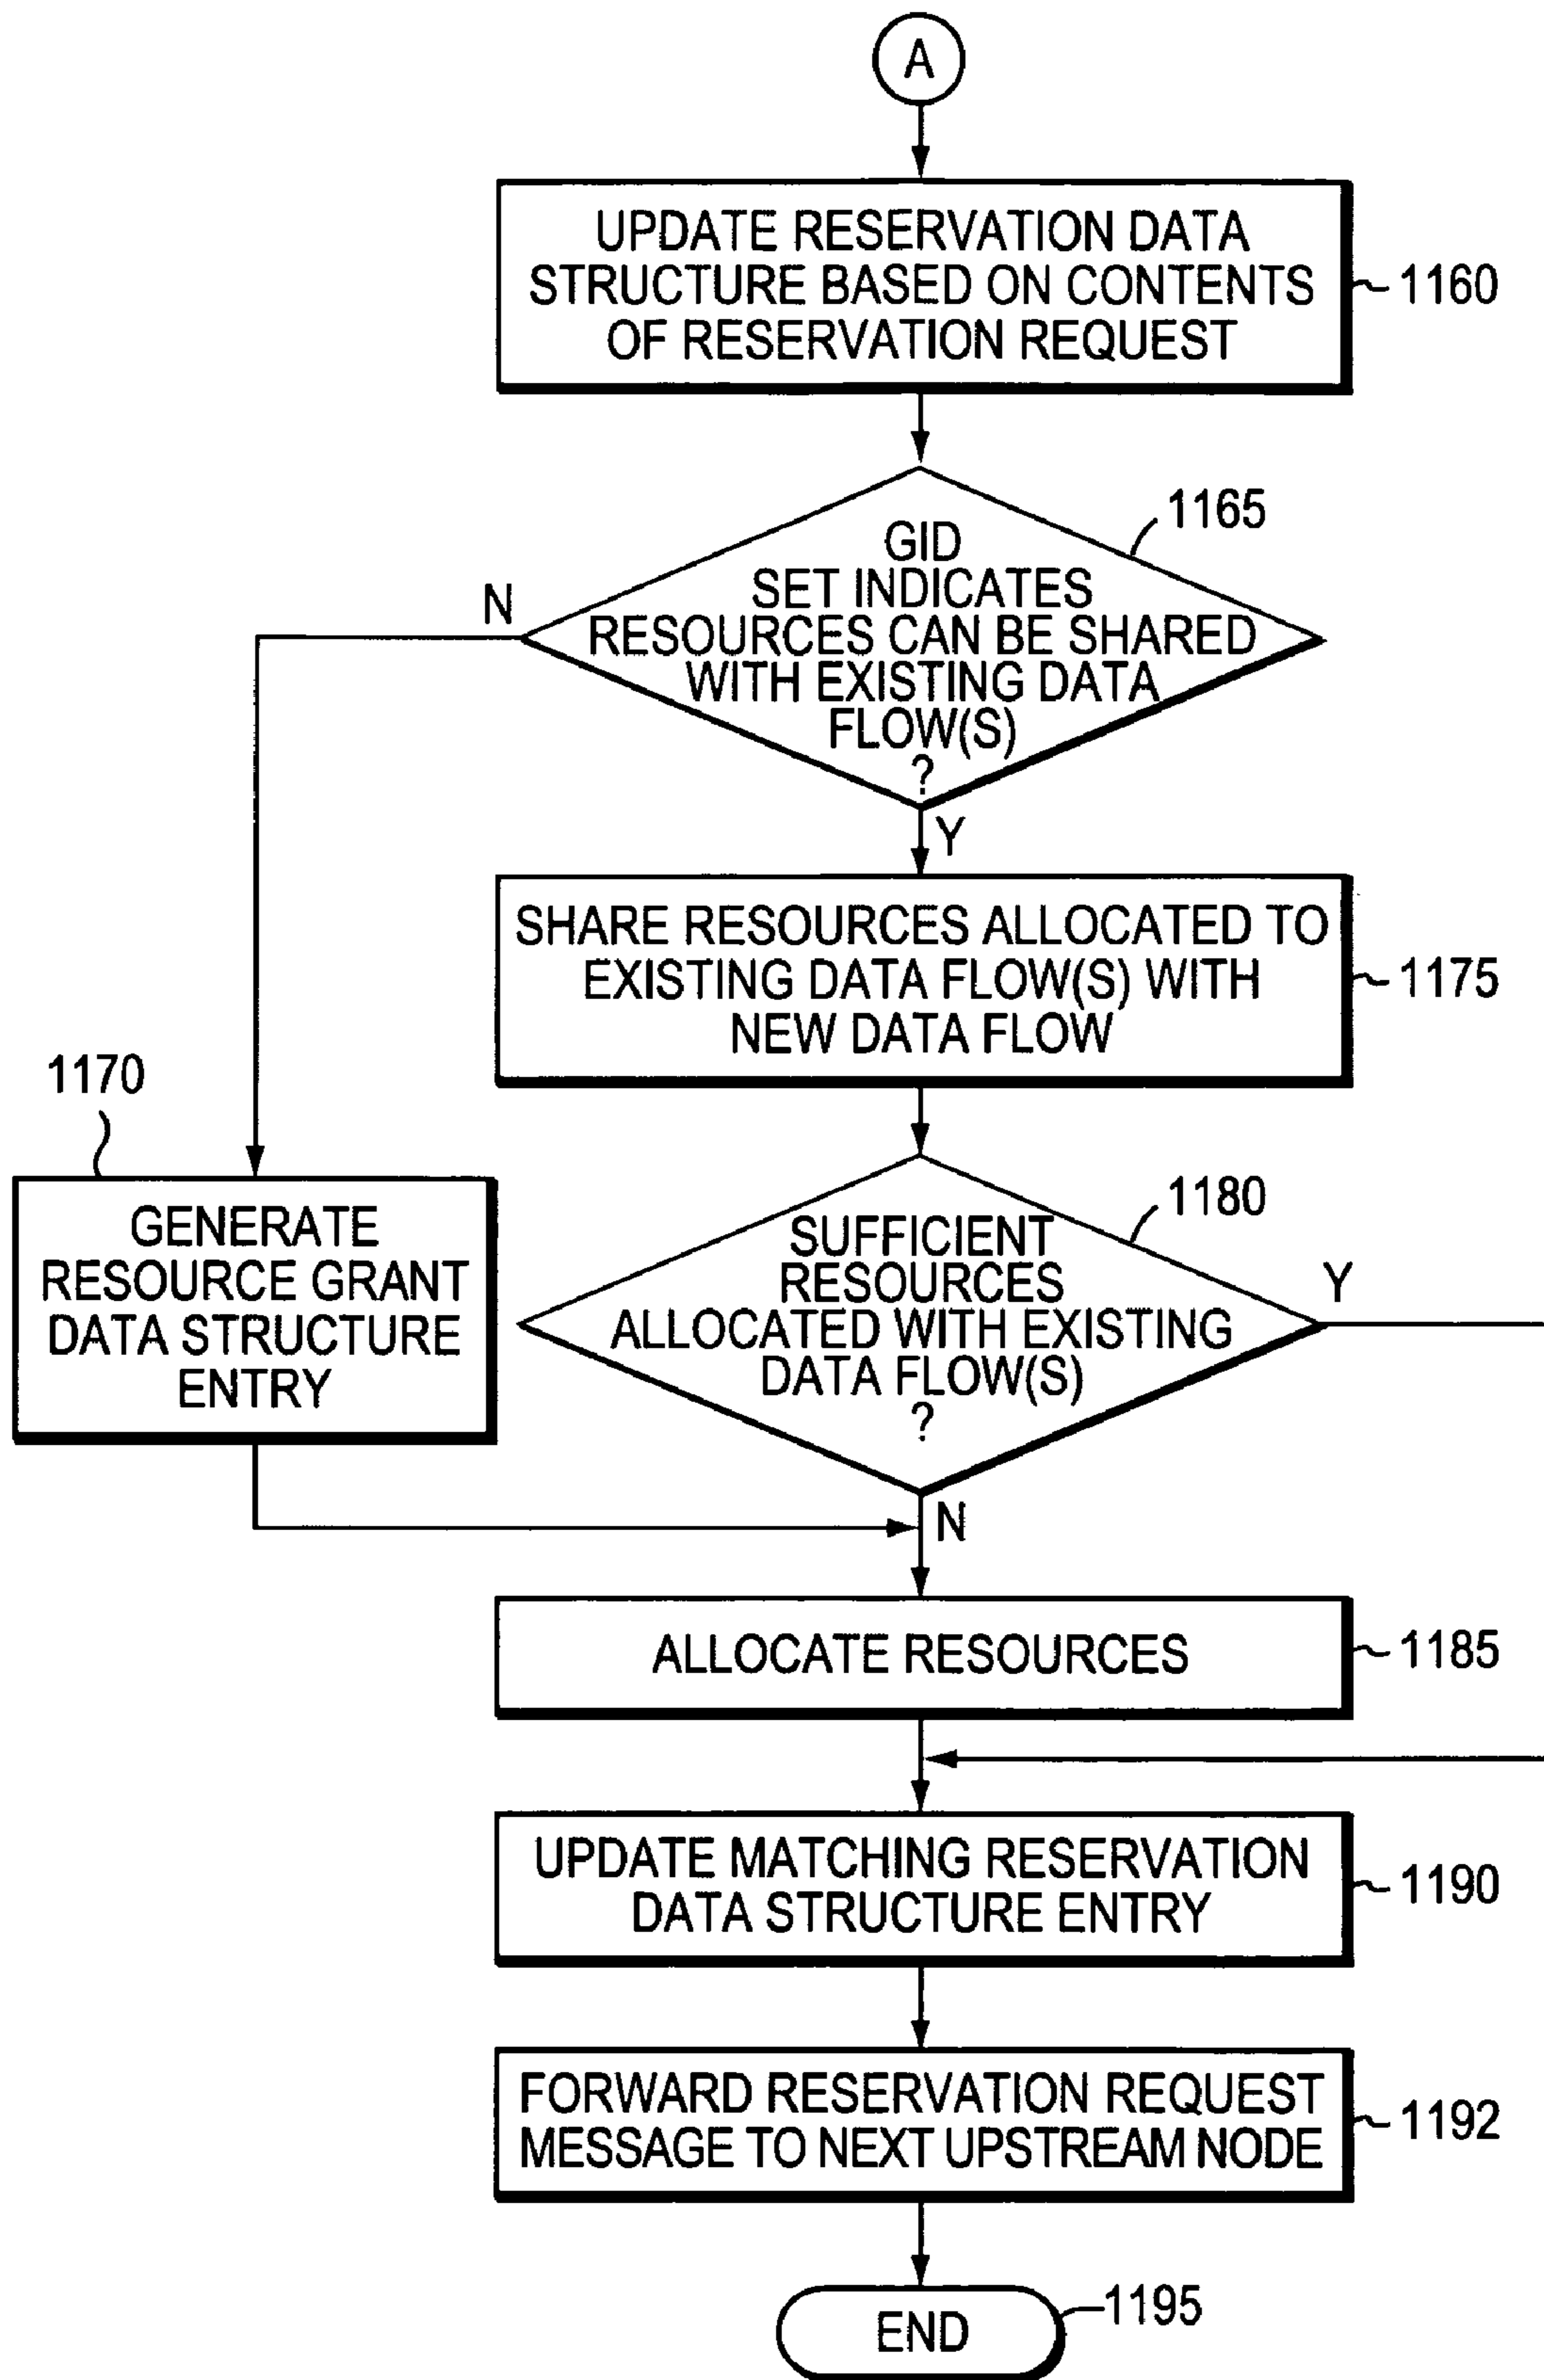 A
UPDATE RESERVATION DATA
STRUCTURE BASED ON CONTENTS
OF RESERVATION REQUEST
1160
1165
GID
SET INDICATES
RESOURCES CAN BE SHARED
WITH EXISTING DATA
FLOW(S)
?
N
Y
SHARE RESOURCES ALLOCATED TO
EXISTING DATA FLOW(S) WITH
NEW DATA FLOW
1175
1170
GENERATE
RESOURCE GRANT
DATA STRUCTURE
ENTRY
1180
SUFFICIENT
RESOURCES
ALLOCATED WITH EXISTING
DATA FLOW(S)
?
Y
N
ALLOCATE RESOURCES
1185
UPDATE MATCHING RESERVATION
DATA STRUCTURE ENTRY
1190
FORWARD RESERVATION REQUEST
MESSAGE TO NEXT UPSTREAM NODE
1192
END
1195